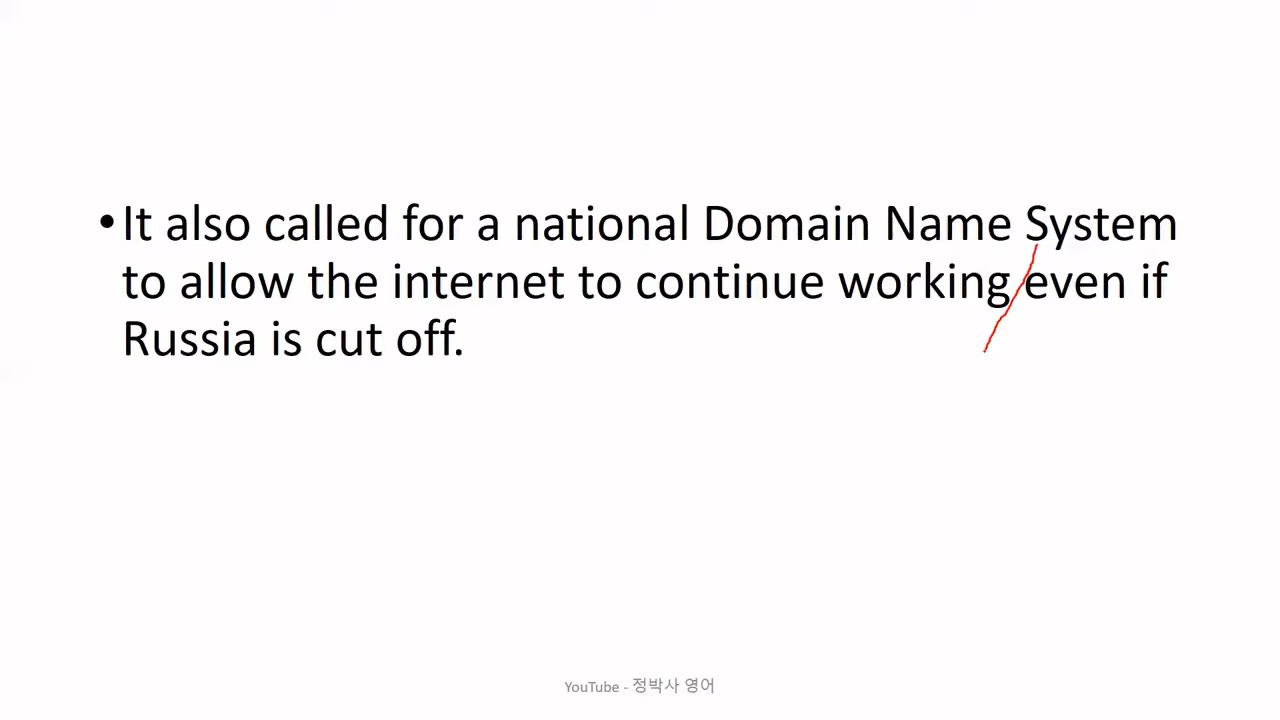 •It also called for a national Domain Name System
to allow the internet to continue working even if
Russia is cut off.
YouTube - 정박사 영어